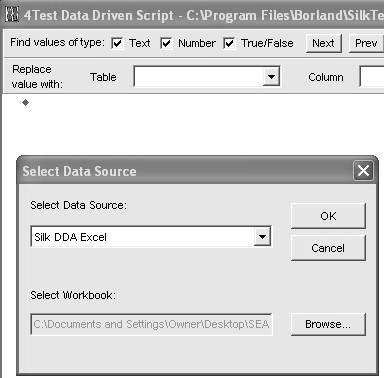 4Test Data Driven Script - C:\Program Files\Borland\SilkTe
Find values of type: Text Number True/False Next Prev
Replace value with: Table Column
Select Data Source
Select Data Source:
OK
Silk DDA Excel
Cancel
Select Workbook:
C:\Documents and Settings\Owner\Desktop\SEA Browse...